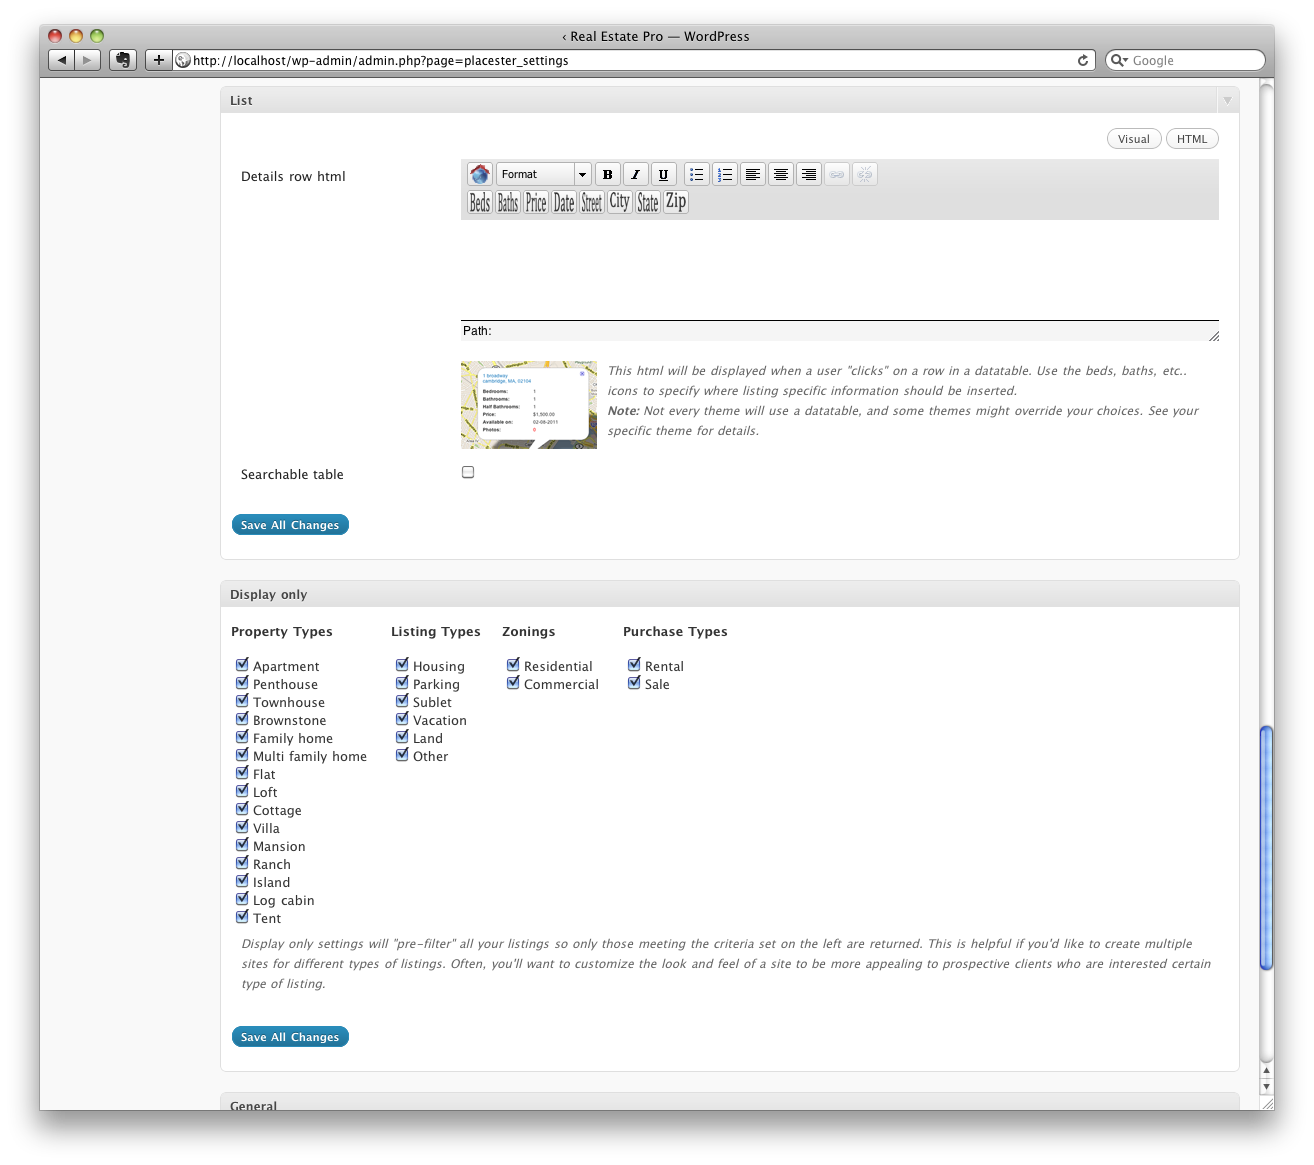 ‹ Real Estate Pro — WordPress
http://localhost/wp-admin/admin.php?page=placester_settings
Google
List
Visual HTML
Details row html
Format B I U
Beds Baths Price Date Street City State Zip
Path:
1 broadway
cambridge, MA, 02104
Bedrooms: 1
Bathrooms: 1
Half Bathrooms: 1
Price: $1,500.00
Available on: 02-08-2011
Photos: 0
This html will be displayed when a user "clicks" on a row in a datatable. Use the beds, baths, etc..
icons to specify where listing specific information should be inserted.
Note: Not every theme will use a datatable, and some themes might override your choices. See your
specific theme for details.
Searchable table
Save All Changes
Display only
Property Types Listing Types Zonings Purchase Types
Apartment Housing Residential Rental
Penthouse Parking Commercial Sale
Townhouse Sublet
Brownstone Vacation
Family home Land
Multi family home Other
Flat
Loft
Cottage
Villa
Mansion
Ranch
Island
Log cabin
Tent
Display only settings will "pre-filter" all your listings so only those meeting the criteria set on the left are returned. This is helpful if you'd like to create multiple
sites for different types of listings. Often, you'll want to customize the look and feel of a site to be more appealing to prospective clients who are interested certain
type of listing.
Save All Changes
General